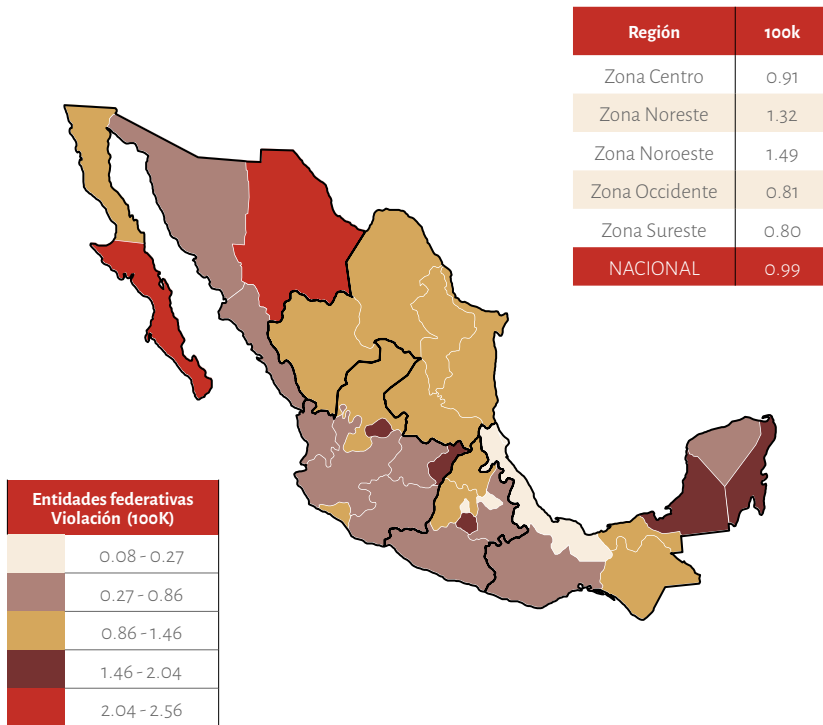 Región 100k
Zona Centro 0.91
Zona Noreste 1.32
Zona Noroeste 1.49
Zona Occidente 0.81
Zona Sureste 0.80
NACIONAL 0.99
Entidades federativas
Violación (100K)
0.08 - 0.27
0.27 - 0.86
0.86 - 1.46
1.46 - 2.04
2.04 - 2.56